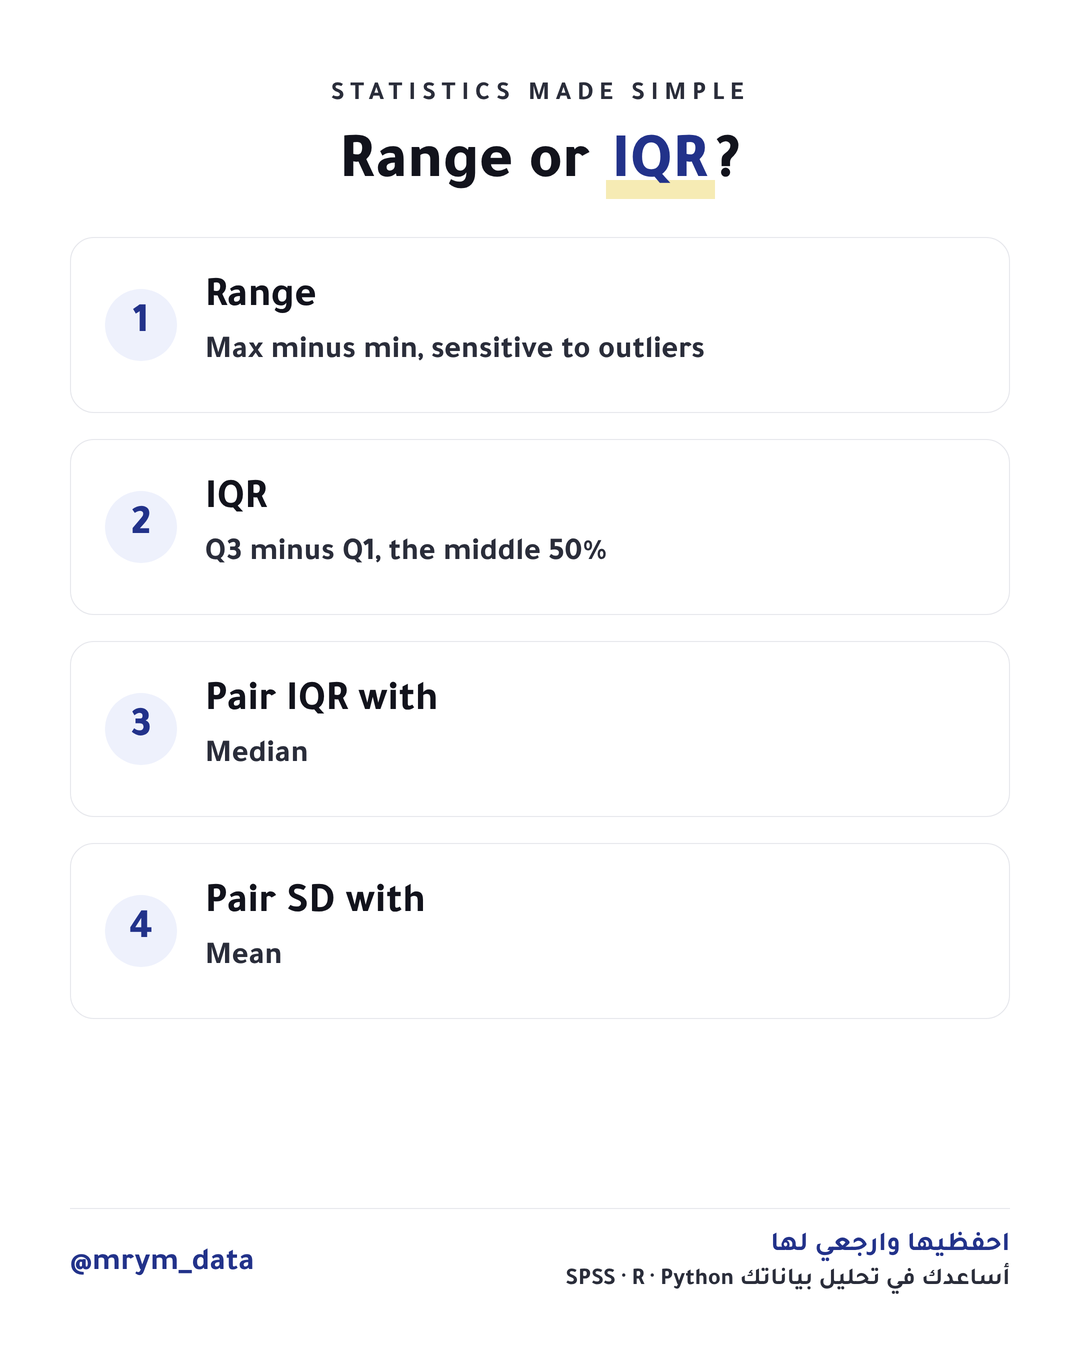 STATISTICS MADE SIMPLE
Range or IQR?
1
Range
Max minus min, sensitive to outliers
2
IQR
Q3 minus Q1, the middle 50%
3
Pair IQR with
Median
4
Pair SD with
Mean
@mrym_data
احفظيها وارجعي لها
أساعدك في تحليل بياناتك SPSS · R · Python